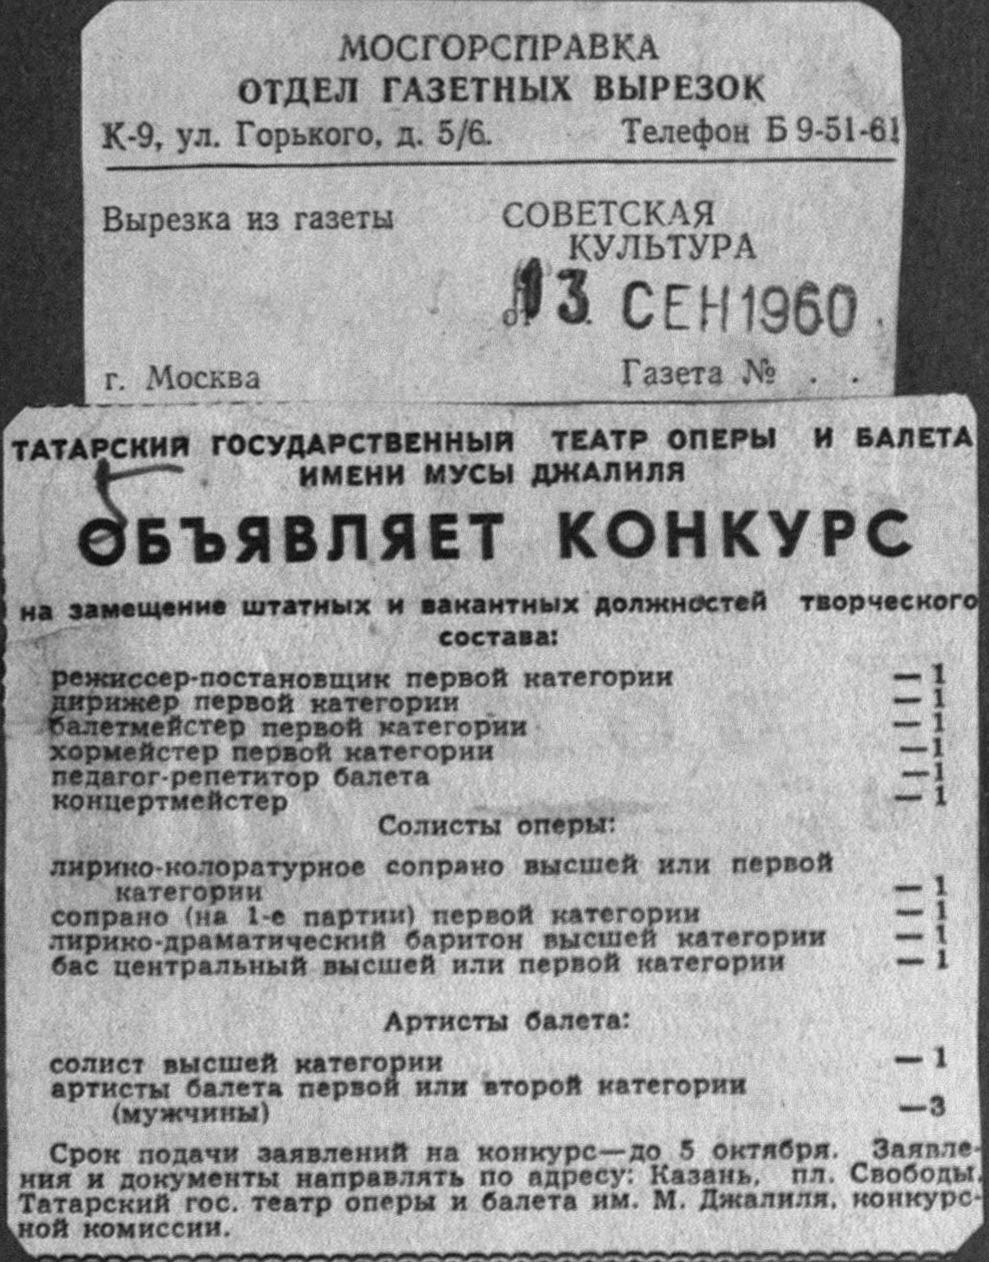 МОСГОРСПРАВКА
ОТДЕЛ ГАЗЕТНЫХ ВЫРЕЗОК
К-9, ул. Горького, д. 5/6. Телефон Б 9-51-61
Вырезка из газеты СОВЕТСКАЯ
КУЛЬТУРА
от 13 СЕН 1960
г. Москва Газета № . .
ТАТАРСКИЙ ГОСУДАРСТВЕННЫЙ ТЕАТР ОПЕРЫ И БАЛЕТА
ИМЕНИ МУСЫ ДЖАЛИЛЯ
ОБЪЯВЛЯЕТ КОНКУРС
на замещение штатных и вакантных должностей творческого
состава:
режиссер-постановщик первой категории — 1
дирижер первой категории — 1
балетмейстер первой категории — 1
хормейстер первой категории — 1
педагог-репетитор балета — 1
концертмейстер — 1
Солисты оперы:
лирико-колоратурное сопрано высшей или первой
категории — 1
сопрано (на 1-е партии) первой категории — 1
лирико-драматический баритон высшей категории — 1
бас центральный высшей или первой категории — 1
Артисты балета:
солист высшей категории — 1
артисты балета первой или второй категории
(мужчины) — 3
Срок подачи заявлений на конкурс—до 5 октября. Заявле-
ния и документы направлять по адресу: Казань, пл. Свободы,
Татарский гос. театр оперы и балета им. М. Джалиля, конкурс-
ной комиссии.